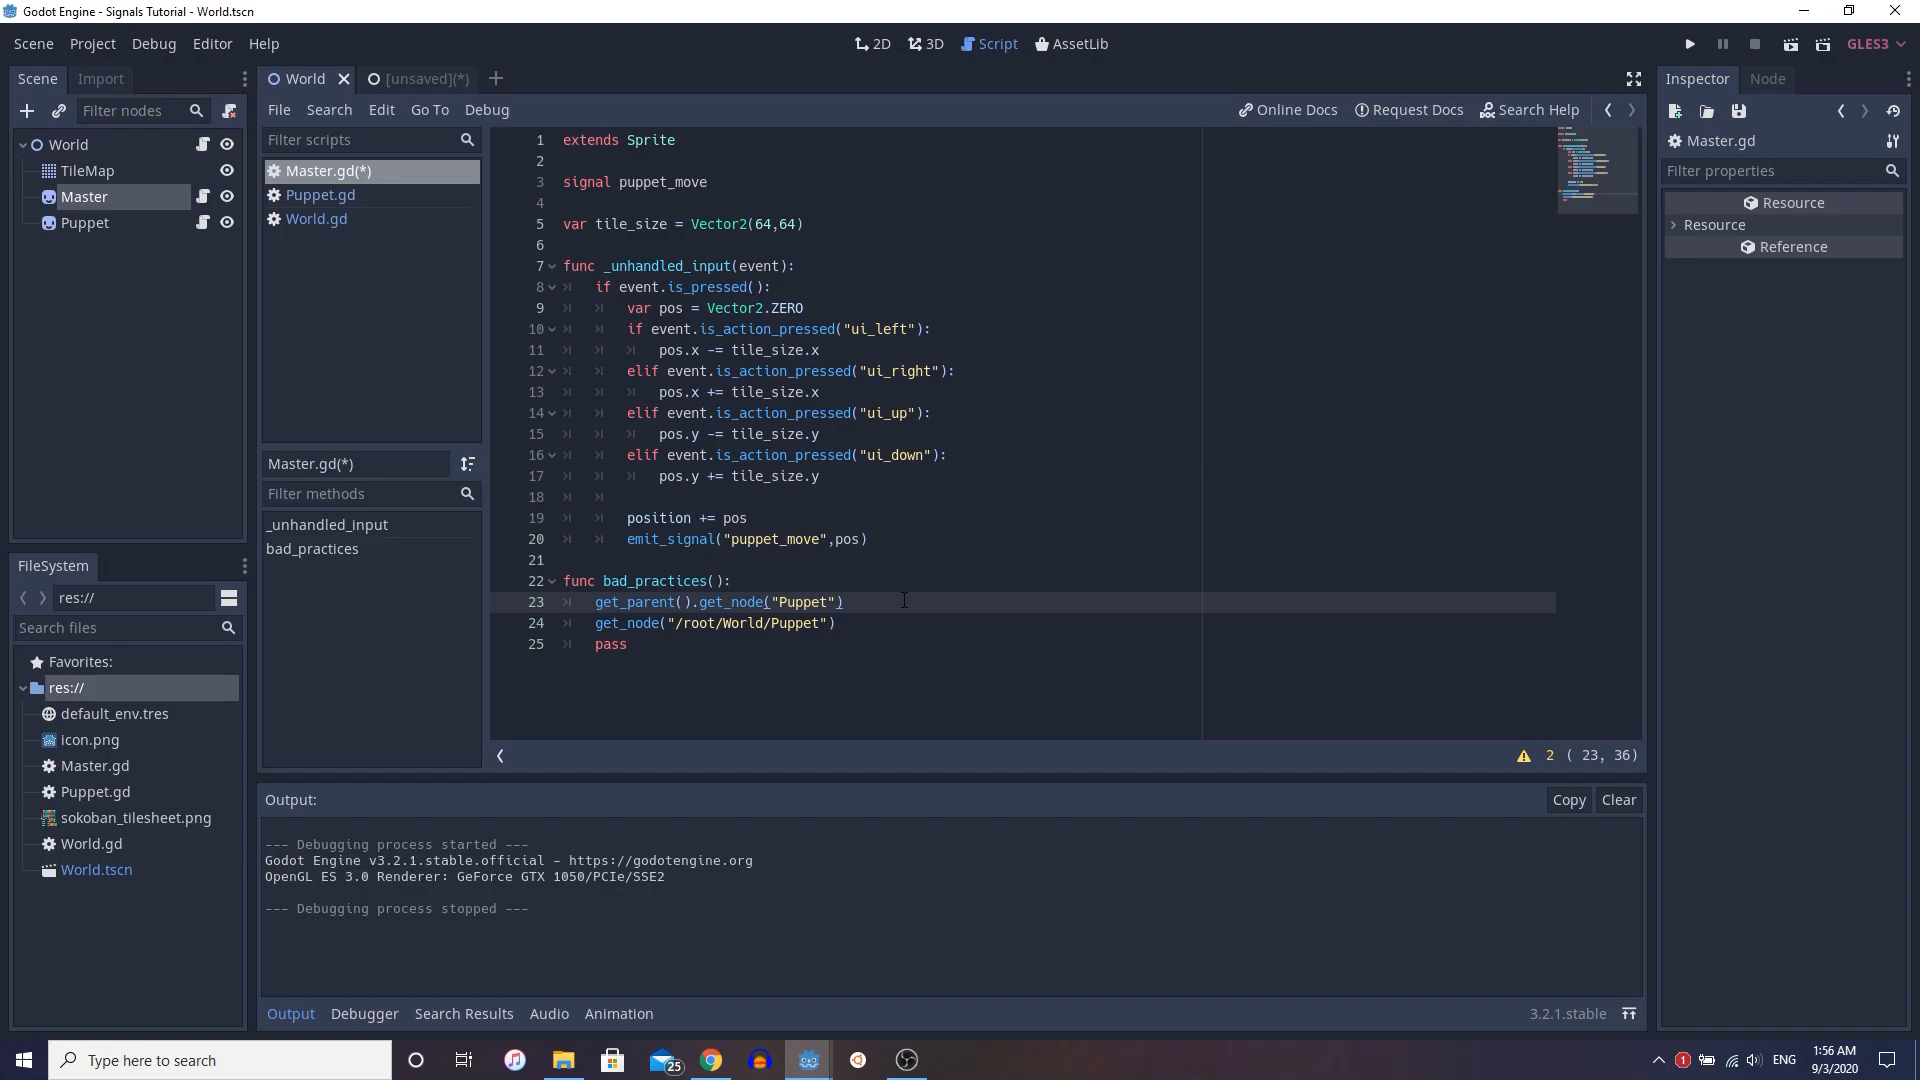 Godot Engine - Signals Tutorial - World.tscn
Scene Project Debug Editor Help
2D 3D Script AssetLib
GLES3
Scene Import
Filter nodes
World
TileMap
Master
Puppet
FileSystem
res://
Search files
Favorites:
res://
default_env.tres
icon.png
Master.gd
Puppet.gd
sokoban_tilesheet.png
World.gd
World.tscn
World [unsaved](*)
File Search Edit Go To Debug
Online Docs Request Docs Search Help
Filter scripts
Master.gd(*)
Puppet.gd
World.gd
Master.gd(*)
Filter methods
_unhandled_input
bad_practices
1 extends Sprite
2
3 signal puppet_move
4
5 var tile_size = Vector2(64,64)
6
7 func _unhandled_input(event):
8 if event.is_pressed():
9 var pos = Vector2.ZERO
10 if event.is_action_pressed("ui_left"):
11 pos.x -= tile_size.x
12 elif event.is_action_pressed("ui_right"):
13 pos.x += tile_size.x
14 elif event.is_action_pressed("ui_up"):
15 pos.y -= tile_size.y
16 elif event.is_action_pressed("ui_down"):
17 pos.y += tile_size.y
18
19 position += pos
20 emit_signal("puppet_move",pos)
21
22 func bad_practices():
23 get_parent().get_node("Puppet")
24 get_node("/root/World/Puppet")
25 pass
2 ( 23, 36)
Output:
Copy Clear
--- Debugging process started ---
Godot Engine v3.2.1.stable.official - https://godotengine.org
OpenGL ES 3.0 Renderer: GeForce GTX 1050/PCIe/SSE2
--- Debugging process stopped ---
Output Debugger Search Results Audio Animation
3.2.1.stable
Inspector Node
Master.gd
Filter properties
Resource
Resource
Reference
Type here to search
25
1
ENG
1:56 AM
9/3/2020